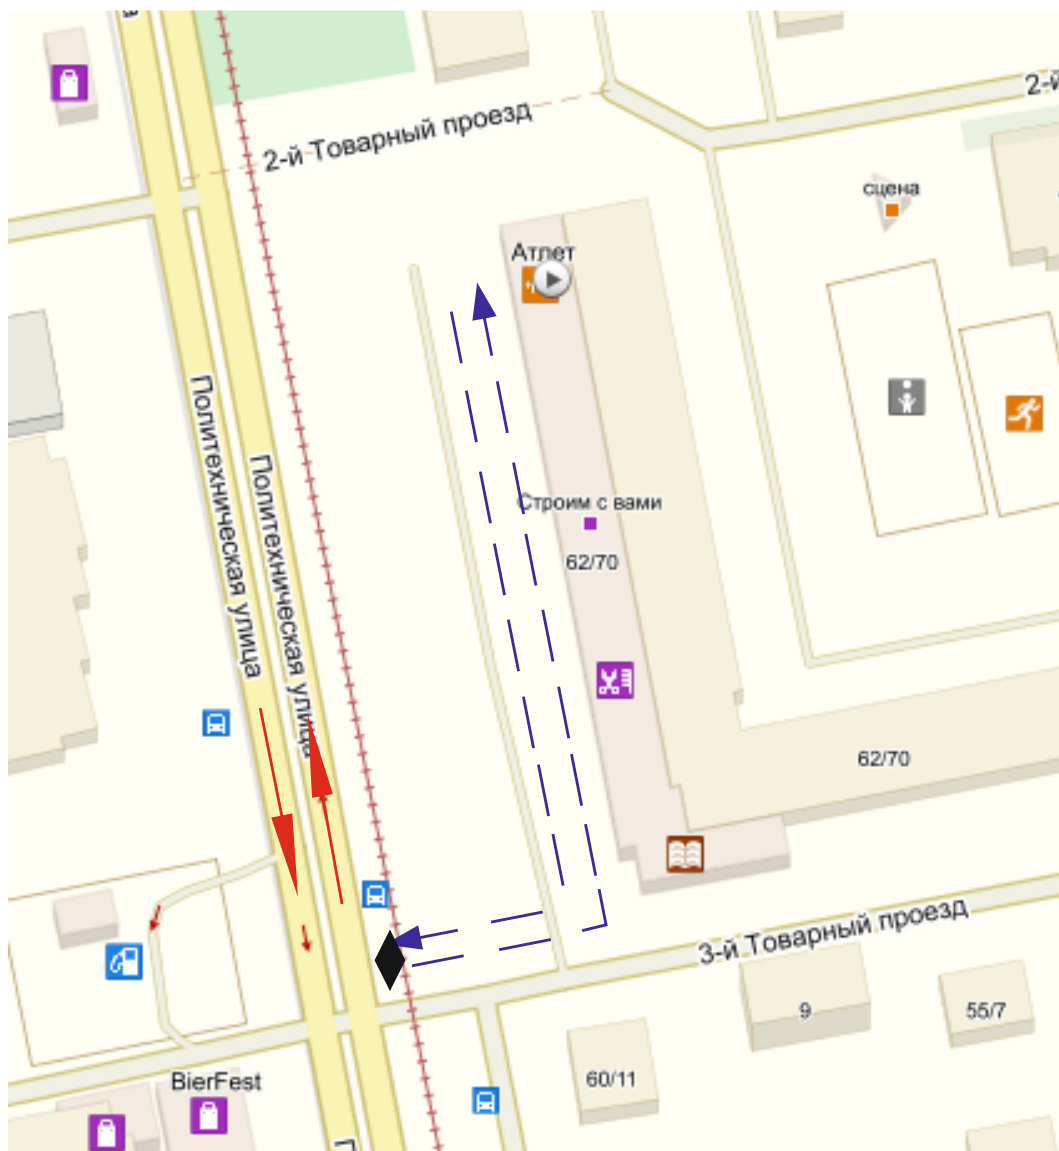 2-й
2-й Товарный проезд
сцена
Атлет
Политехническая улица
Политехническая улица
Строим с вами
62/70
62/70
3-й Товарный проезд
9
55/7
60/11
BierFest